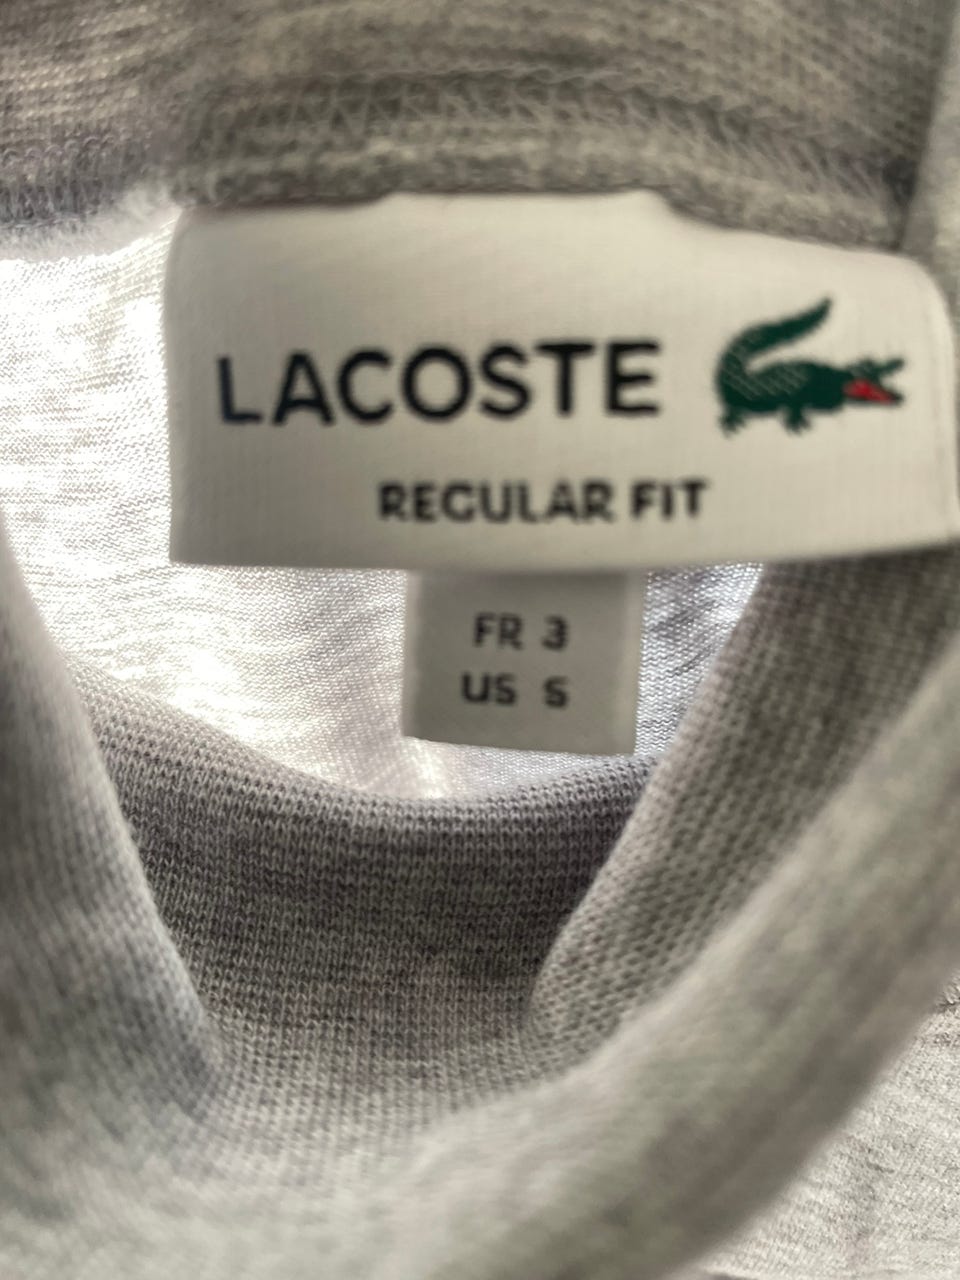 LACOSTE
REGULAR FIT
FR 3
US S